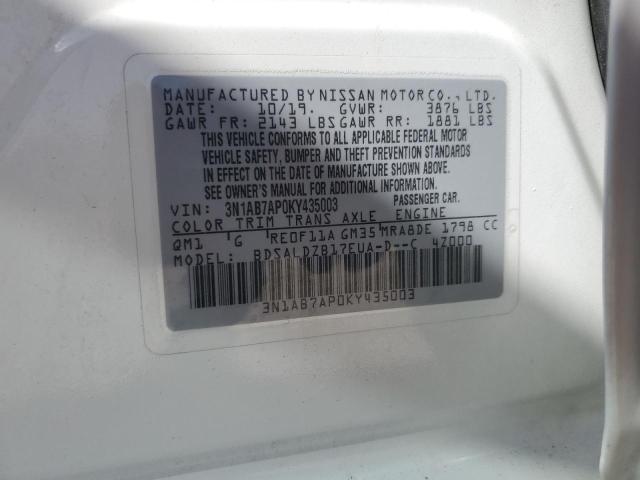 MANUFACTURED BY NISSAN MOTOR CO., LTD.
DATE: 10/19. GVWR: 3876 LBS
GAWR FR: 2143 LBS GAWR RR: 1881 LBS
THIS VEHICLE CONFORMS TO ALL APPLICABLE FEDERAL MOTOR
VEHICLE SAFETY, BUMPER AND THEFT PREVENTION STANDARDS
IN EFFECT ON THE DATE OF MANUFACTURE SHOWN ABOVE.
SEE OWNER'S MANUAL FOR ADDITIONAL INFORMATION.
VIN: 3N1AB7AP0KY435003 PASSENGER CAR.
COLOR TRIM TRANS AXLE ENGINE
QM1 G RE0F11A GM35 MRA8DE 1798 CC
MODEL: BDSALDZB17EUA-D--C 4Z000
3N1AB7AP0KY435003